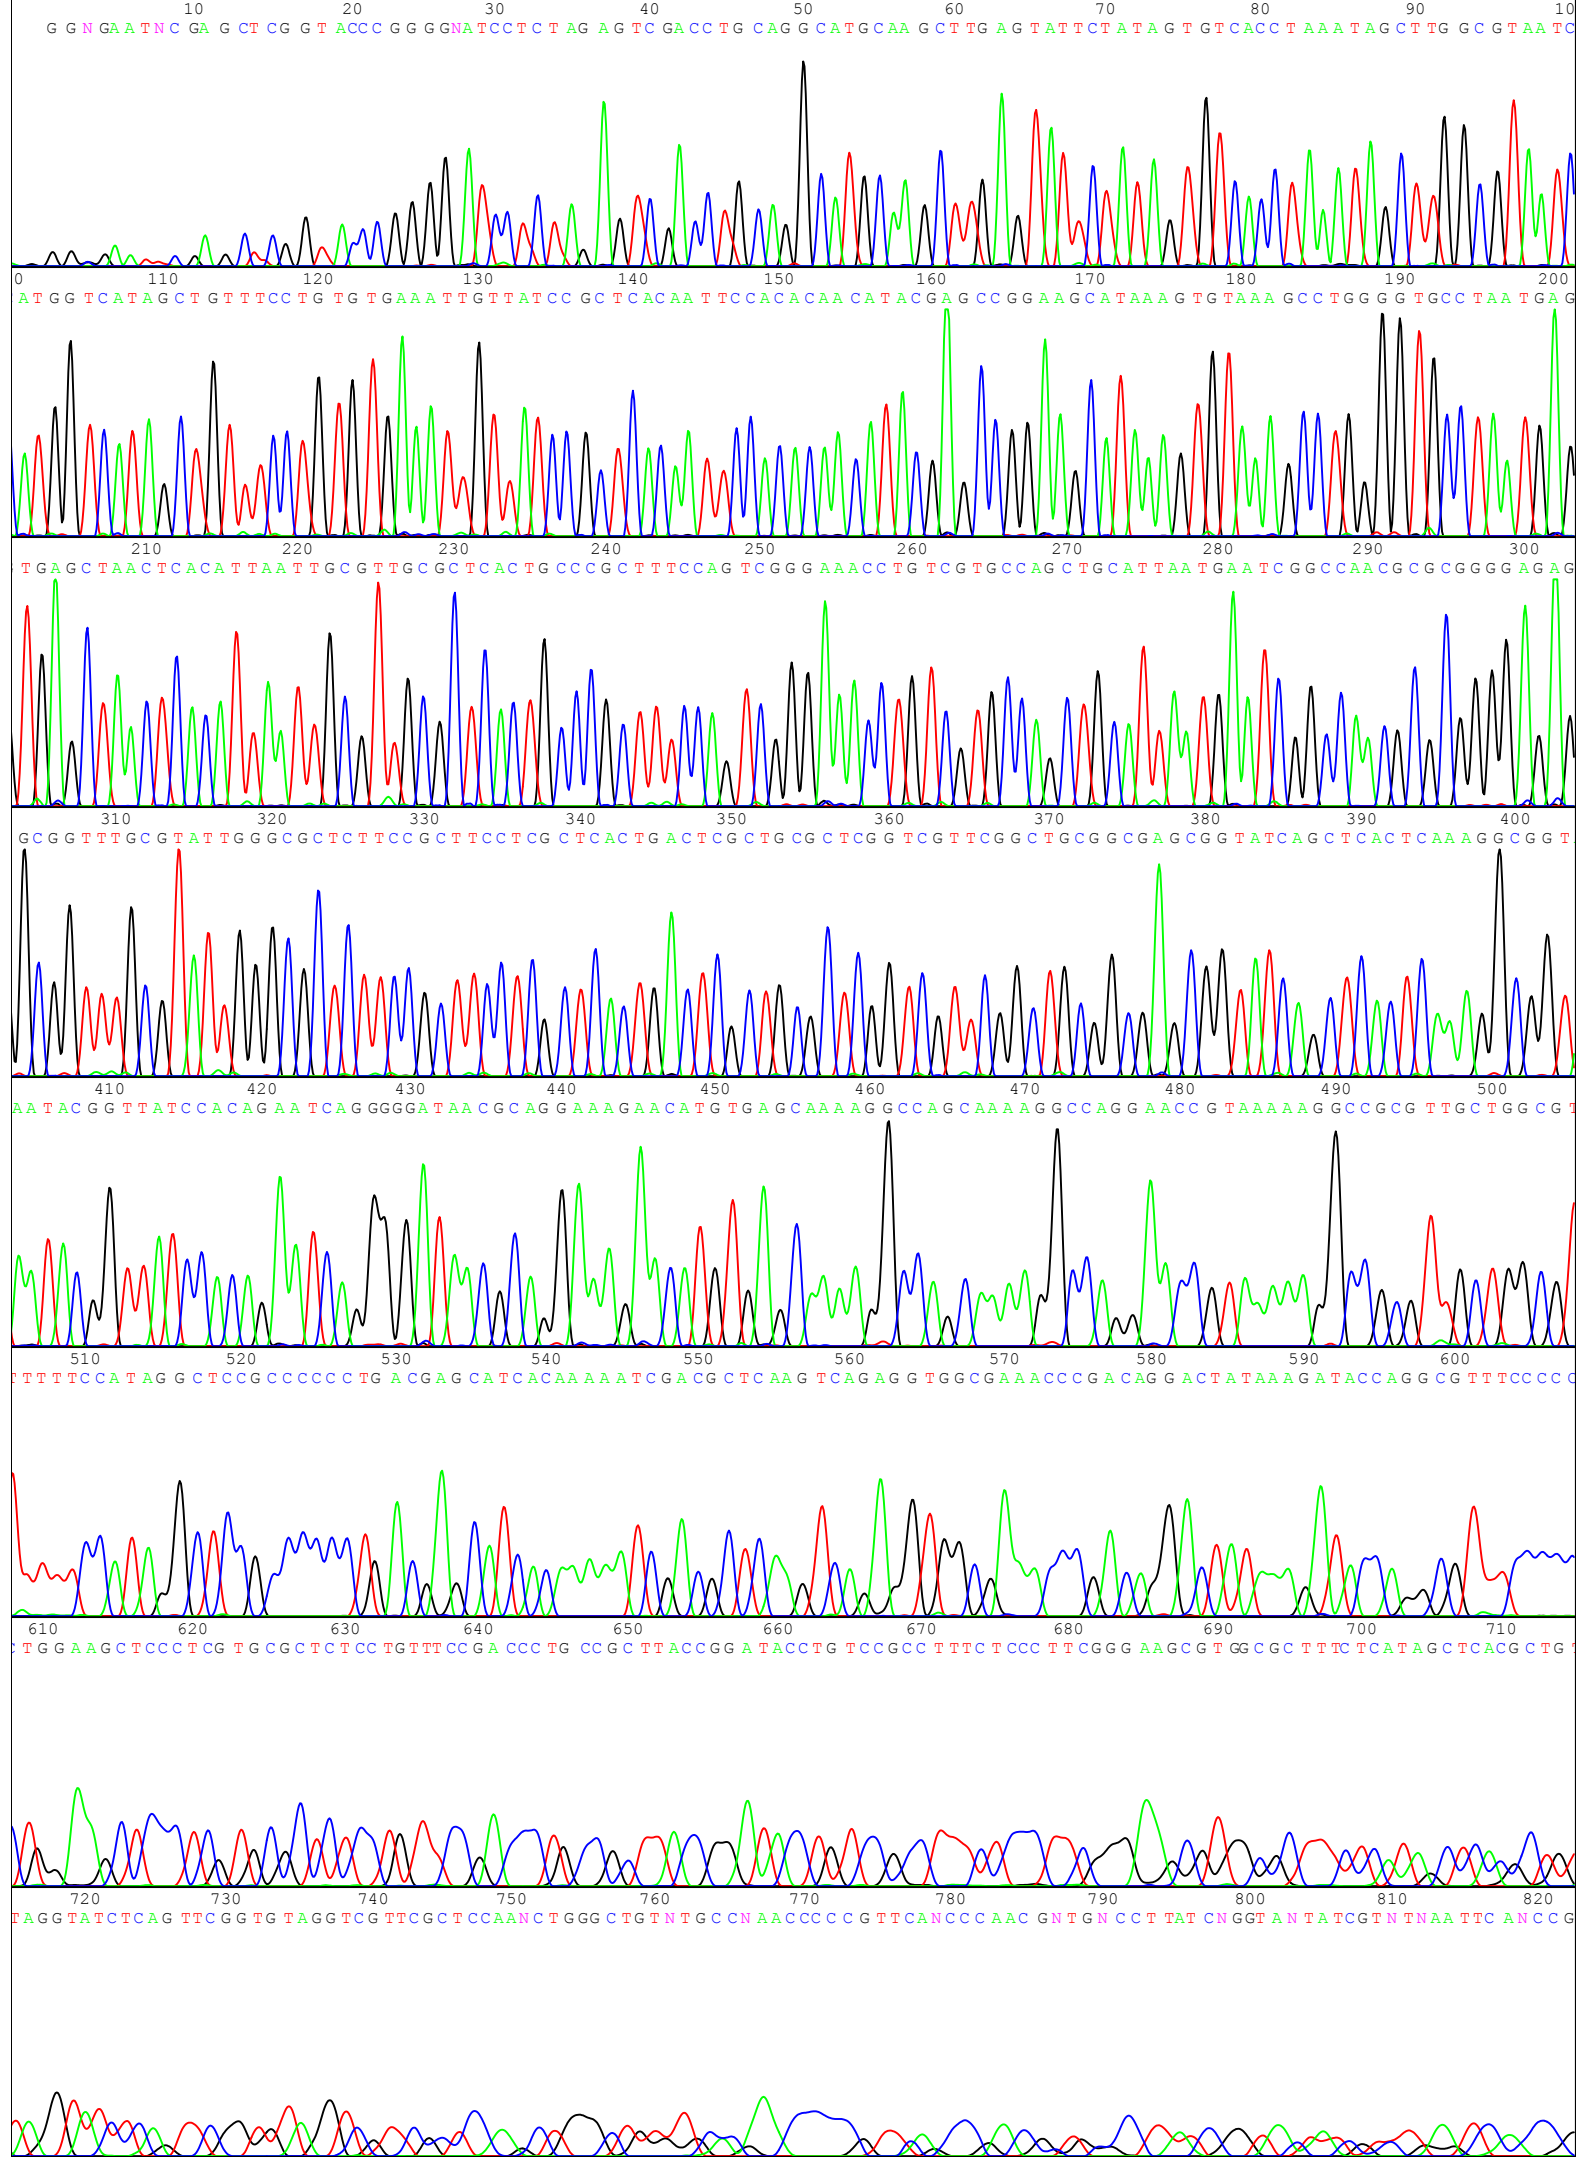 10 20 30 40 50 60 70 80 90 10
GGNGAATNCGAGCTCGGTACCCGGGGNATCCTCTAGAGTCGACCTGCAGGCATGCAAGCTTGAGTATTCTATAGTGTCACCTAAATAGCTTGGCGTAATC
0 110 120 130 140 150 160 170 180 190 200
ATGGTCATAGCTGTTTCCTGTGTGAAATTGTTATCCGCTCACAATTCCACACAACATACGAGCCGGAAGCATAAAGTGTAAAGCCTGGGGTGCCTAATGAG
210 220 230 240 250 260 270 280 290 300
TGAGCTAACTCACATTAATTGCGTTGCGCTCACTGCCCGCTTTCCAGTCGGGAAACCTGTCGTGCCAGCTGCATTAATGAATCGGCCAACGCGCGGGGAGAG
310 320 330 340 350 360 370 380 390 400
GCGGTTTGCGTATTGGGCGCTCTTCCGCTTCCTCGCTCACTGACTCGCTGCGCTCGGTCGTTCGGCTGCGGCGAGCGGTATCAGCTCACTCAAAGGCGGT
410 420 430 440 450 460 470 480 490 500
AATACGGTTATCCACAGAATCAGGGGGATAACGCAGGAAAGAACATGTGAGCAAAAGGCCAGCAAAAGGCCAGGAACCGTAAAAAGGCCGCGTTGCTGGCGT
510 520 530 540 550 560 570 580 590 600
TTTTTCCATAGGCTCCGCCCCCCTGACGAGCATCACAAAAATCGACGCTCAAGTCAGAGGTGGCGAAACCCGACAGGACTATAAAGATACCAGGCGTTTCCCCC
610 620 630 640 650 660 670 680 690 700 710
CTGGAAGCTCCCTCGTGCGCTCTCCTGTTTCCGACCCTGCCGCTTACCGGATACCTGTCCGCCTTTCTCCCTTCGGGAAGCGTGGCGCTTTCTCATAGCTCACGCTGT
720 730 740 750 760 770 780 790 800 810 820
TAGGTATCTCAGTTCGGTGTAGGTCGTTCGCTCCAANCTGGGCTGTNTGCCNAACCCCCCGTTCANCCCAACGNTGNCCTTATCNGGTANTATCGTNTNAATTCANCCG